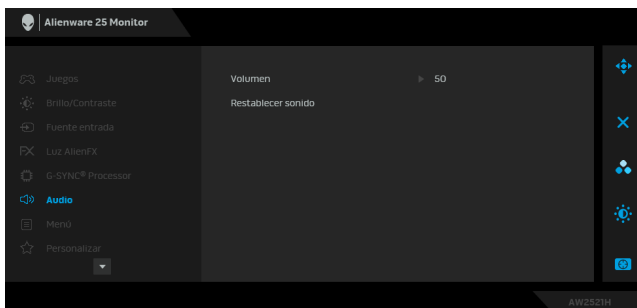 Alienware 25 Monitor
Juegos
Brillo/Contraste
Fuente entrada
FX Luz AlienFX
G-SYNC® Processor
Audio
Menú
Personalizar
Volumen 50
Restablecer sonido
AW2521H